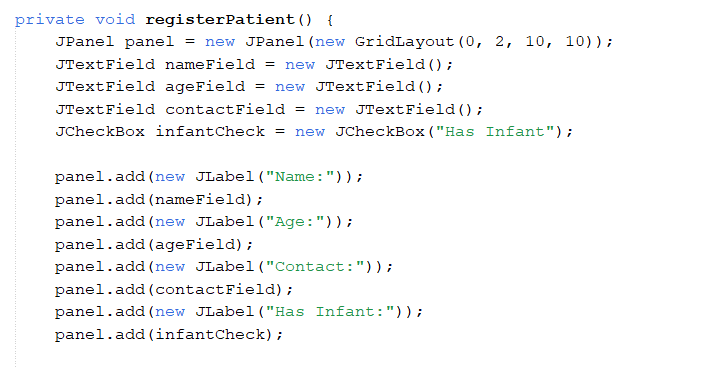 private void registerPatient() {
    JPanel panel = new JPanel(new GridLayout(0, 2, 10, 10));
    JTextField nameField = new JTextField();
    JTextField ageField = new JTextField();
    JTextField contactField = new JTextField();
    JCheckBox infantCheck = new JCheckBox("Has Infant");

    panel.add(new JLabel("Name:"));
    panel.add(nameField);
    panel.add(new JLabel("Age:"));
    panel.add(ageField);
    panel.add(new JLabel("Contact:"));
    panel.add(contactField);
    panel.add(new JLabel("Has Infant:"));
    panel.add(infantCheck);